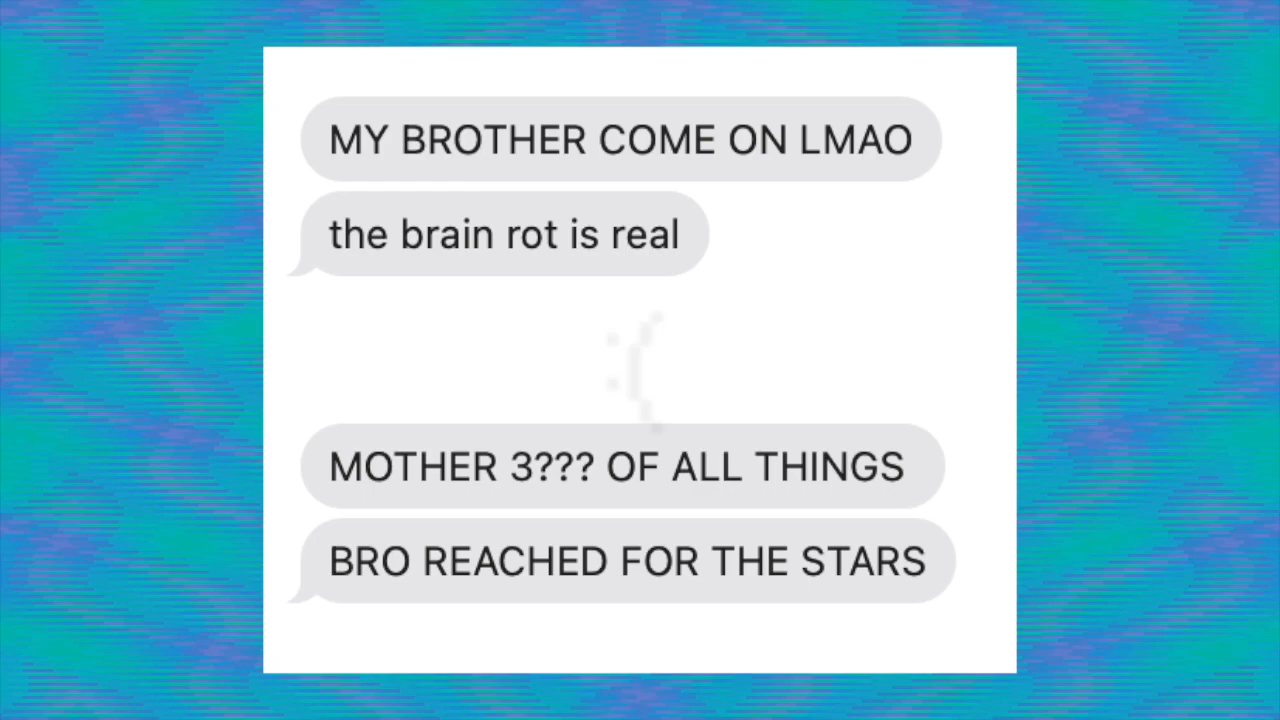 MY BROTHER COME ON LMAO
the brain rot is real
:(
MOTHER 3??? OF ALL THINGS
BRO REACHED FOR THE STARS